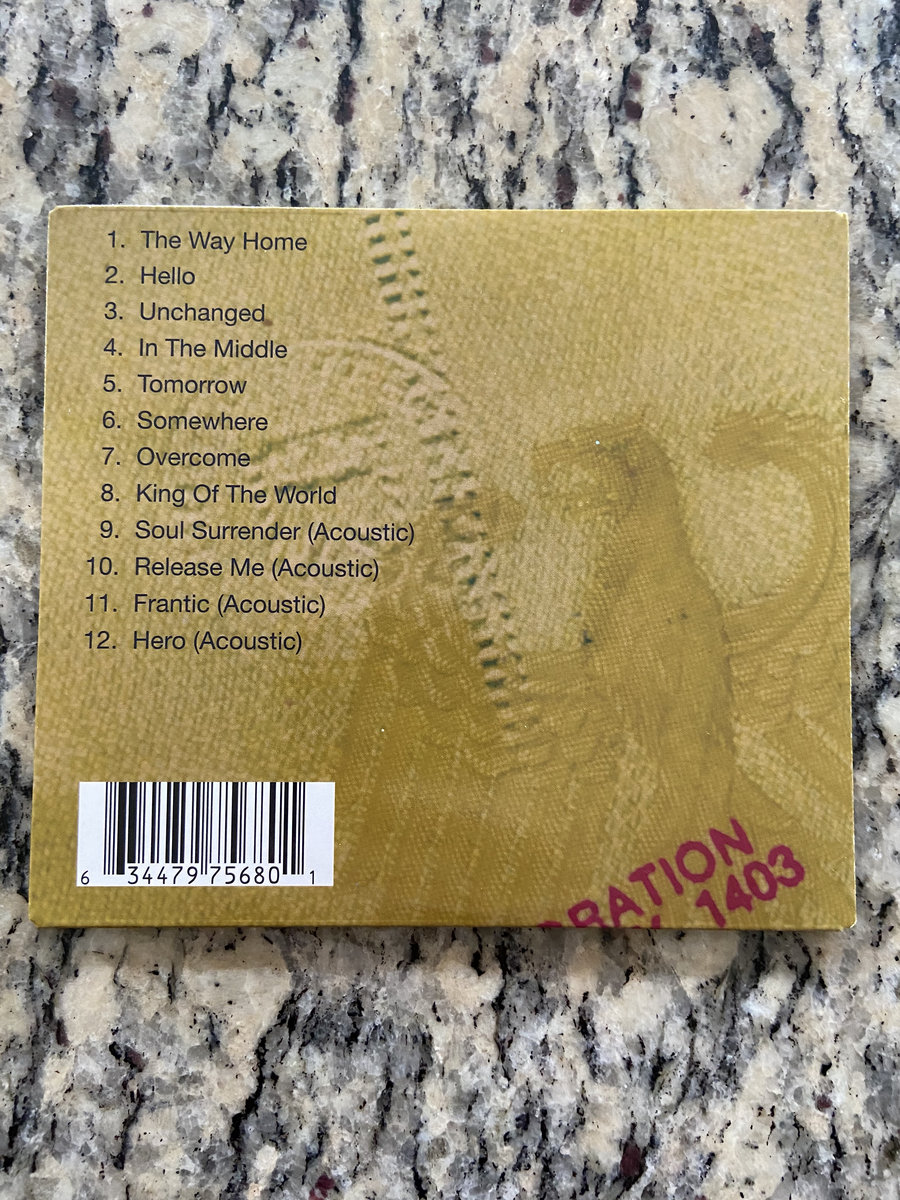 1. The Way Home
2. Hello
3. Unchanged
4. In The Middle
5. Tomorrow
6. Somewhere
7. Overcome
8. King Of The World
9. Soul Surrender (Acoustic)
10. Release Me (Acoustic)
11. Frantic (Acoustic)
12. Hero (Acoustic)
6 34479 75680 1
1403